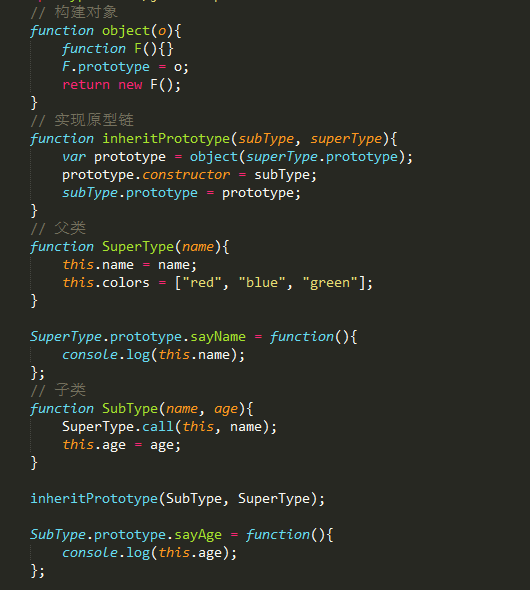 // 构建对象
function object(o){
    function F(){}
    F.prototype = o;
    return new F();
}
// 实现原型链
function inheritPrototype(subType, superType){
    var prototype = object(superType.prototype);
    prototype.constructor = subType;
    subType.prototype = prototype;
}
// 父类
function SuperType(name){
    this.name = name;
    this.colors = ["red", "blue", "green"];
}

SuperType.prototype.sayName = function(){
    console.log(this.name);
};
// 子类
function SubType(name, age){
    SuperType.call(this, name);
    this.age = age;
}

inheritPrototype(SubType, SuperType);

SubType.prototype.sayAge = function(){
    console.log(this.age);
};